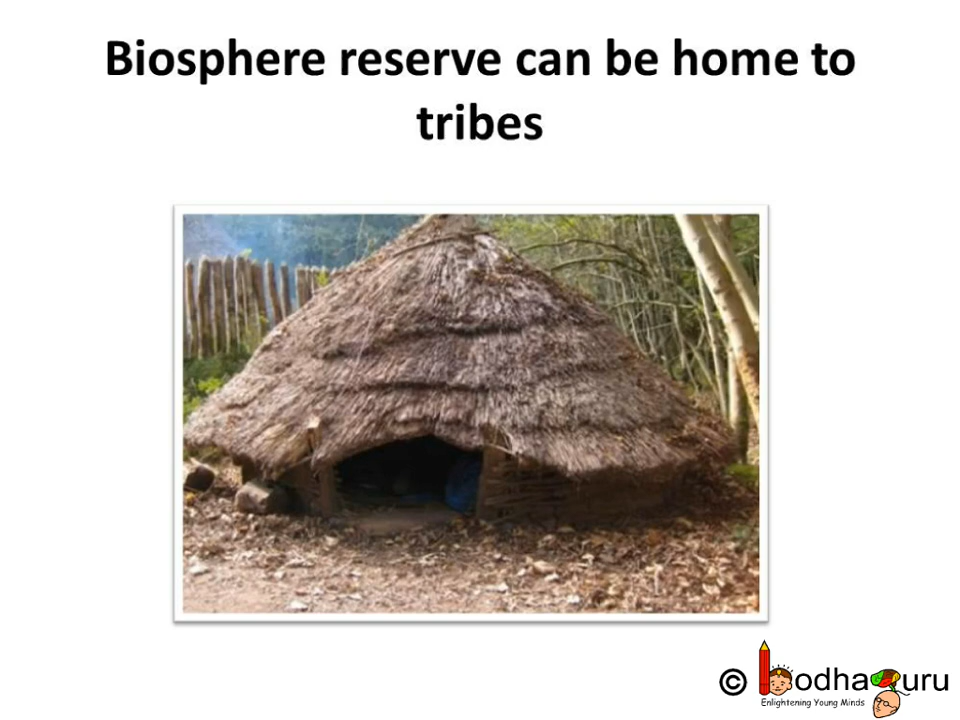 Biosphere reserve can be home to
tribes
© bodhaguru
Enlightening Young Minds